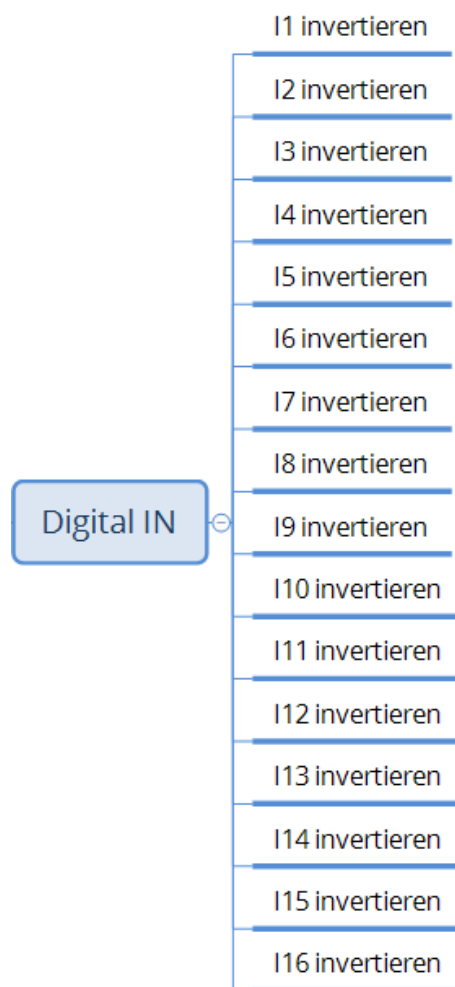 I1 invertieren
I2 invertieren
I3 invertieren
I4 invertieren
I5 invertieren
I6 invertieren
I7 invertieren
I8 invertieren
Digital IN
I9 invertieren
I10 invertieren
I11 invertieren
I12 invertieren
I13 invertieren
I14 invertieren
I15 invertieren
I16 invertieren